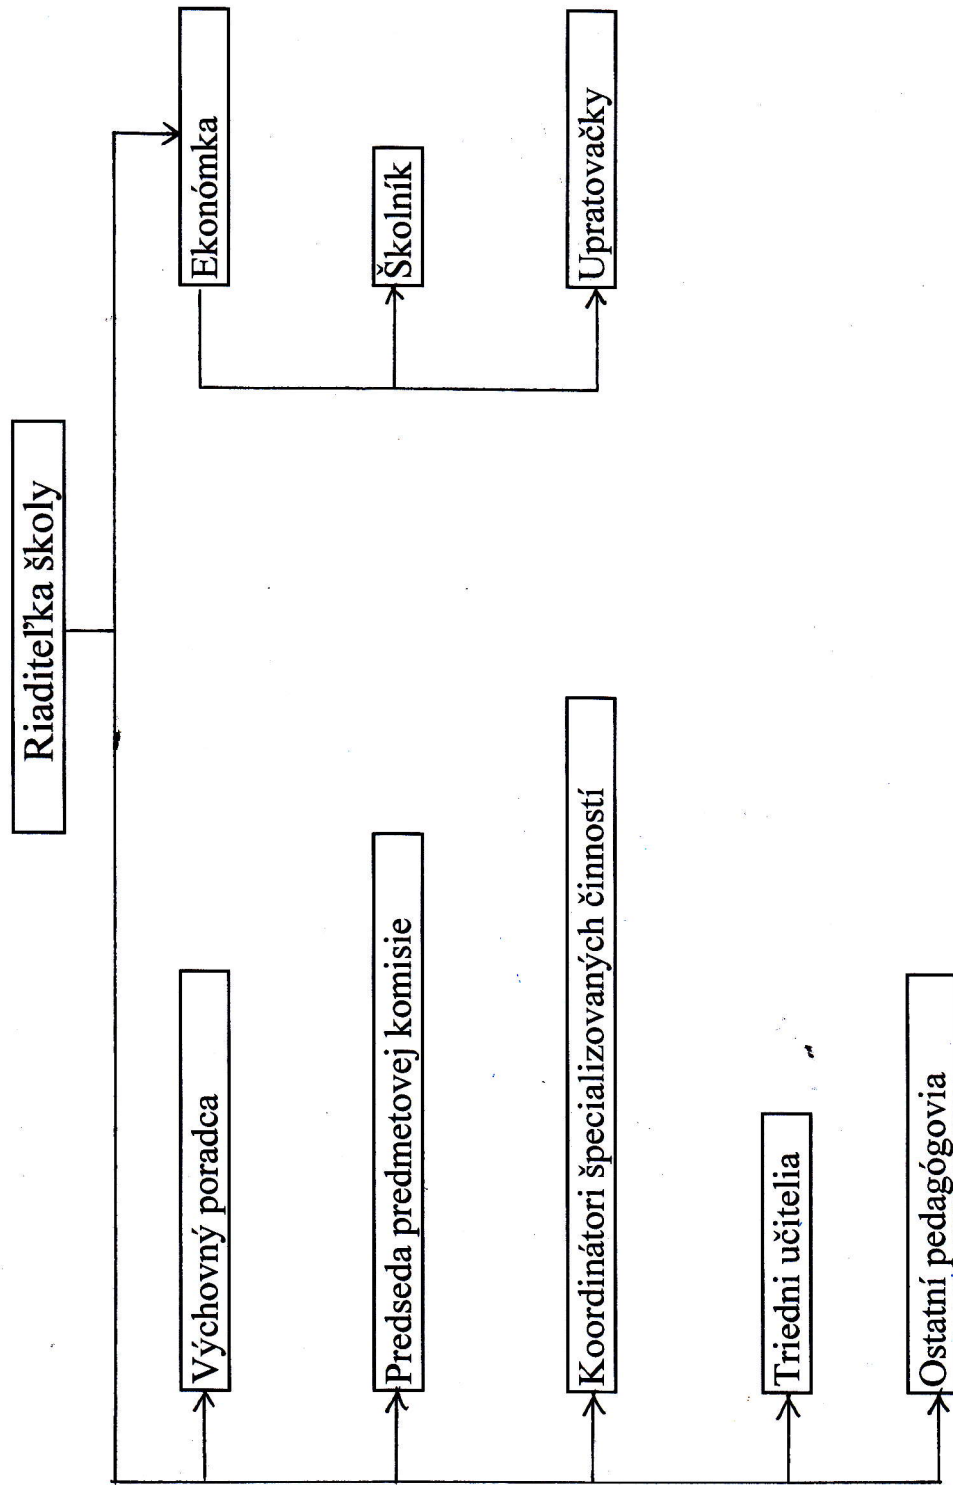 Riaditeľka školy
Výchovný poradca
Predseda predmetovej komisie
Koordinátori špecializovaných činností
Triedni učitelia
Ostatní pedagógovia
Ekonómka
Školník
Upratovačky